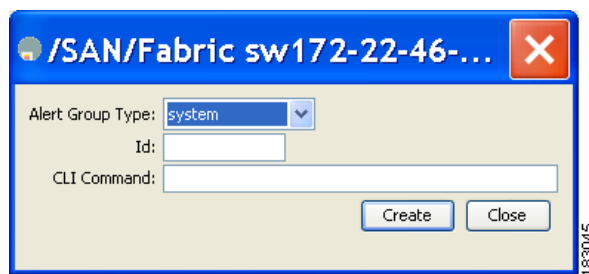 /SAN/Fabric sw172-22-46-...
Alert Group Type: system
Id:
CLI Command:
Create Close
183045